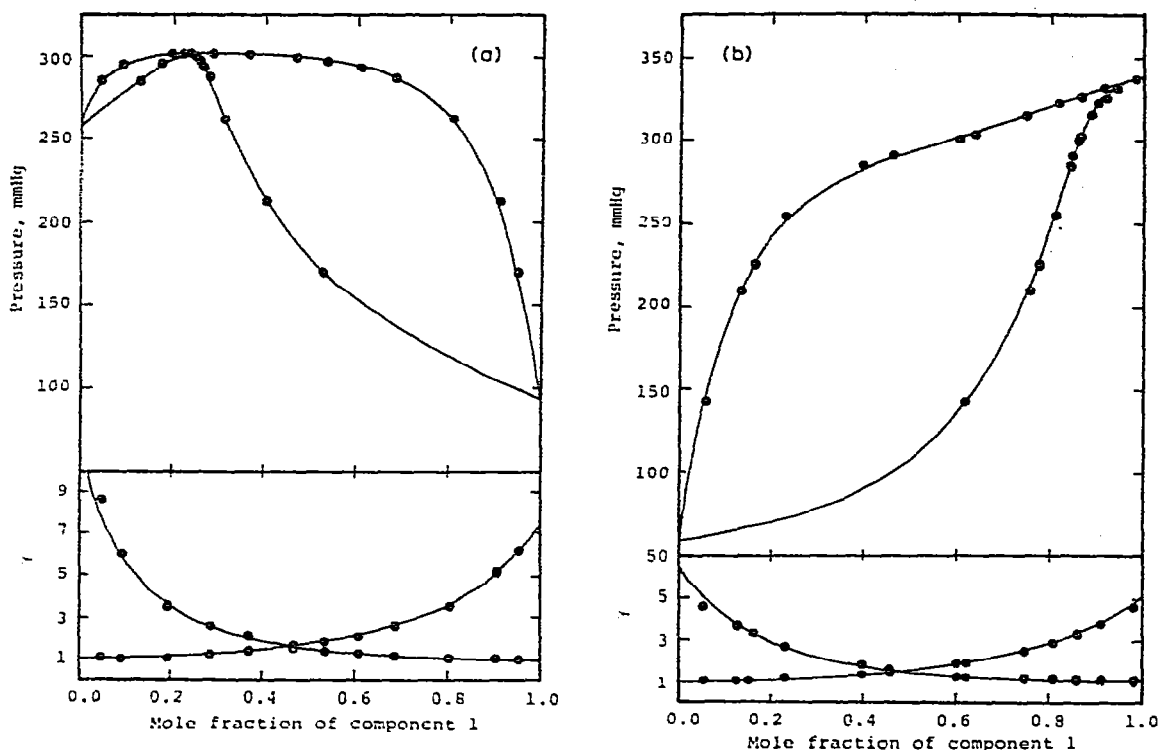 (a)
300
250
200
150
100
Pressure, mmHg
9
7
5
3
1
γ
0.0 0.2 0.4 0.6 0.8 1.0
Mole fraction of component 1
(b)
350
300
250
200
150
100
50
Pressure, mmHg
5
3
1
γ
0.0 0.2 0.4 0.6 0.8 1.0
Mole fraction of component 1